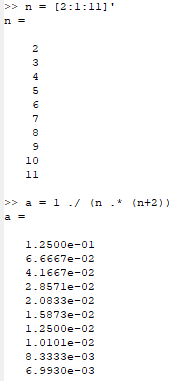 >> n = [2:1:11]'
n =
2
3
4
5
6
7
8
9
10
11
>> a = 1 ./ (n .* (n+2))
a =
1.2500e-01
6.6667e-02
4.1667e-02
2.8571e-02
2.0833e-02
1.5873e-02
1.2500e-02
1.0101e-02
8.3333e-03
6.9930e-03